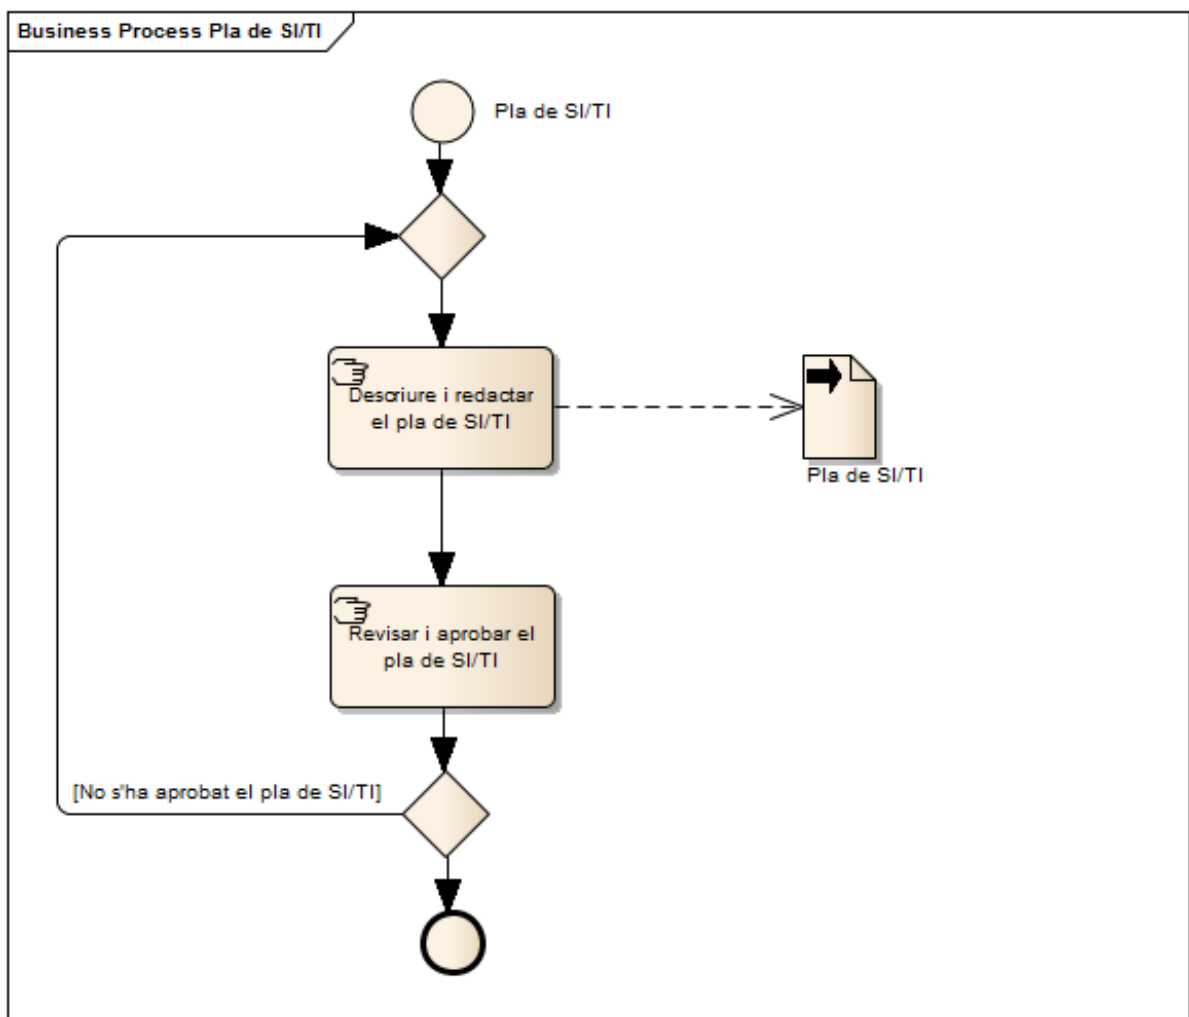 Business Process Pla de SI/TI
Pla de SI/TI
Descriure i redactar
el pla de SI/TI
Pla de SI/TI
Revisar i aprobar el
pla de SI/TI
[No s'ha aprobat el pla de SI/TI]